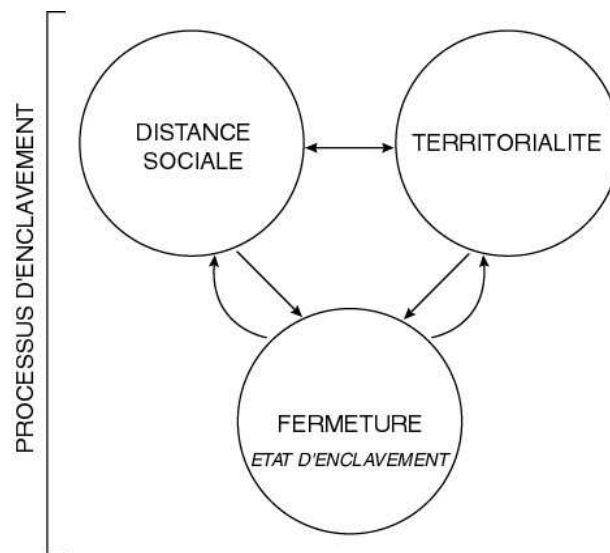 PROCESSUS D'ENCLAVEMENT
DISTANCE
SOCIALE
TERRITORIALITE
FERMETURE
ETAT D'ENCLAVEMENT